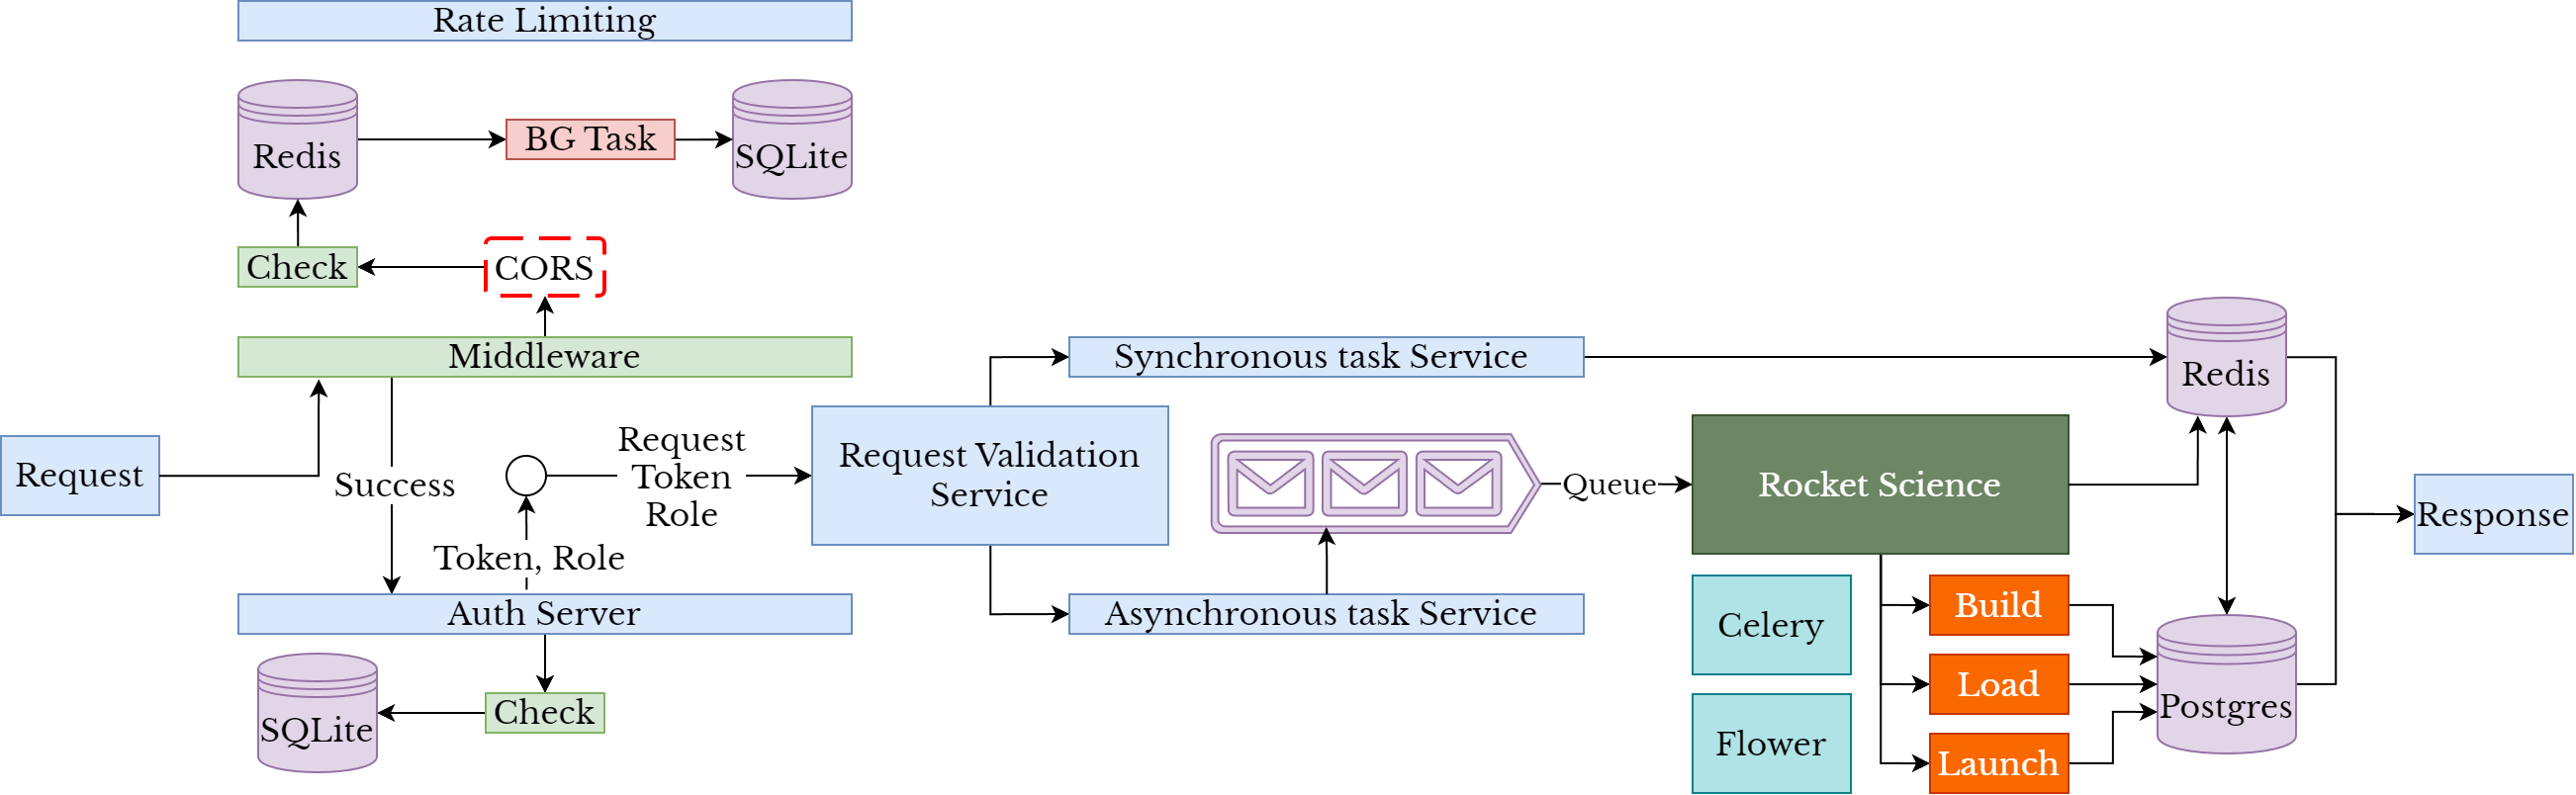 Rate Limiting
Redis
BG Task
SQLite
Check
CORS
Middleware
Request
Success
Token, Role
Request
Token
Role
Auth Server
Check
SQLite
Request Validation
Service
Synchronous task Service
Asynchronous task Service
Queue
Rocket Science
Celery
Flower
Build
Load
Launch
Redis
Postgres
Response